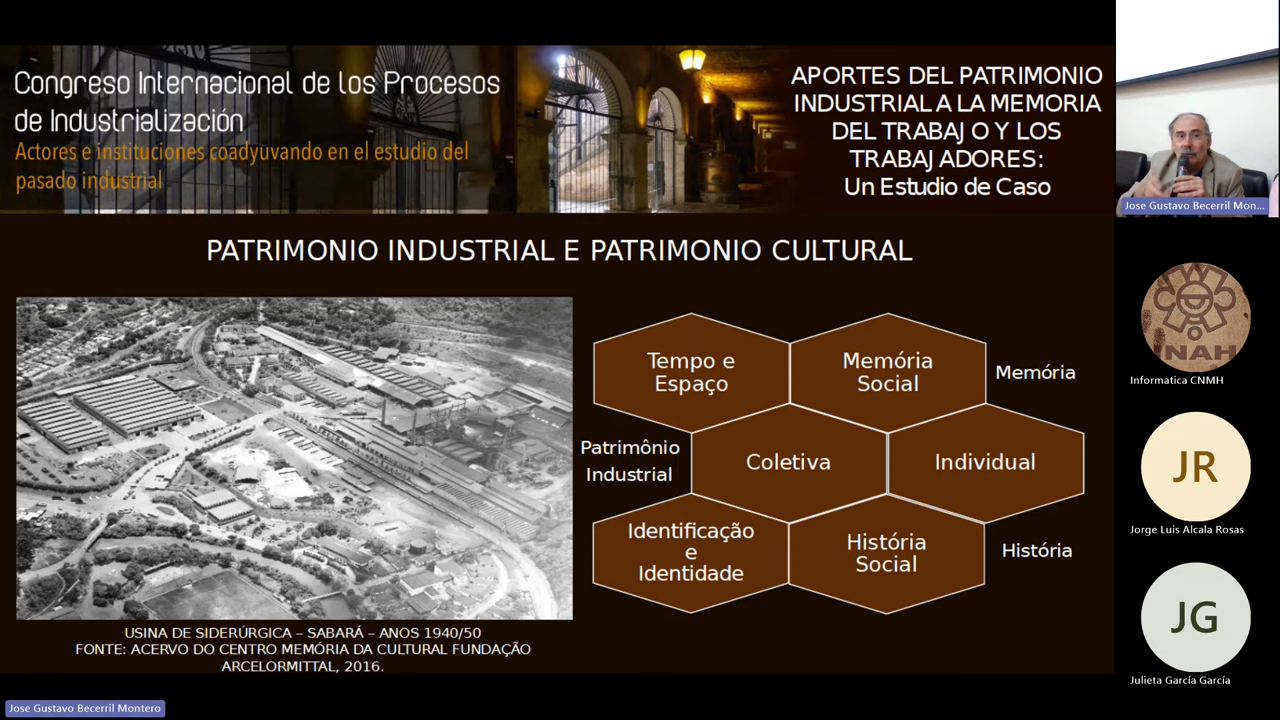 Congreso Internacional de los Procesos
de Industrialización
Actores e instituciones coadyuvando en el estudio del
pasado industrial
APORTES DEL PATRIMONIO
INDUSTRIAL A LA MEMORIA
DEL TRABAJO Y LOS
TRABAJADORES:
Un Estudio de Caso
PATRIMONIO INDUSTRIAL E PATRIMONIO CULTURAL
Tempo e
Espaço
Memória
Social
Memória
Patrimônio
Industrial
Coletiva
Individual
Identificação
e
Identidade
História
Social
História
USINA DE SIDERÚRGICA – SABARÁ – ANOS 1940/50
FONTE: ACERVO DO CENTRO MEMÓRIA DA CULTURAL FUNDAÇÃO
ARCELORMITTAL, 2016.
Jose Gustavo Becerril Mon...
INAH
Informatica CNMH
JR
Jorge Luis Alcala Rosas
JG
Julieta García García
Jose Gustavo Becerril Montero